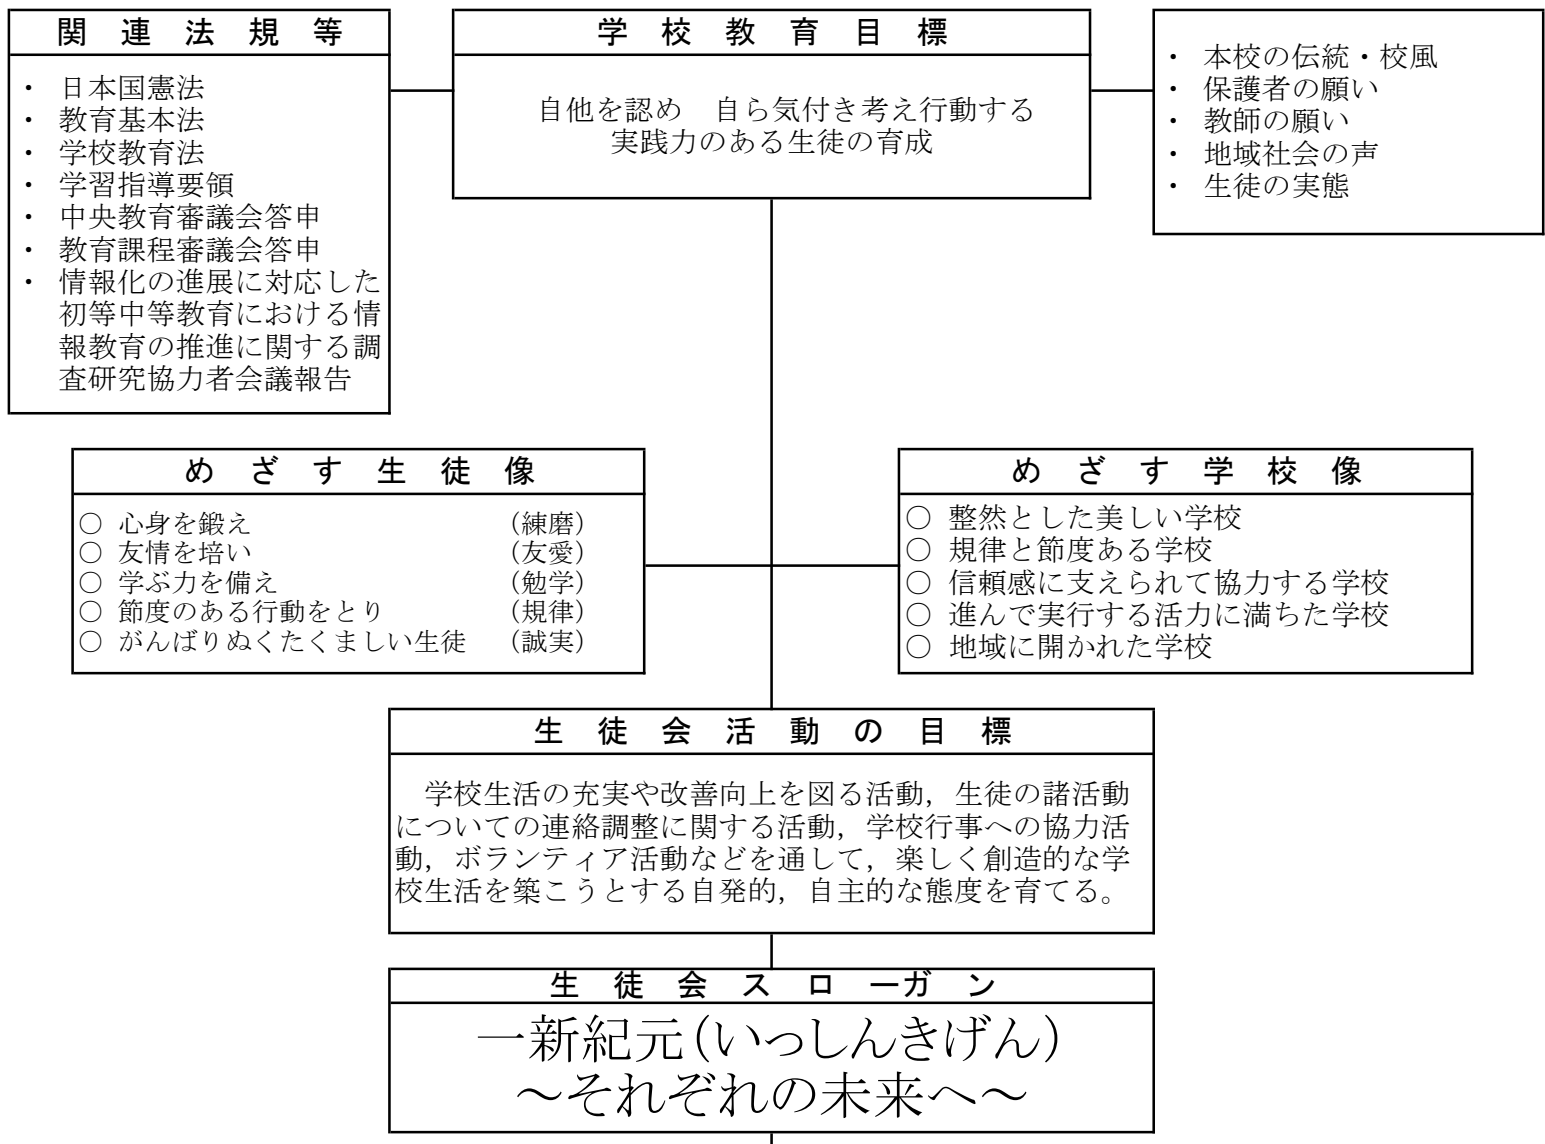 関連法規等
・ 日本国憲法
・ 教育基本法
・ 学校教育法
・ 学習指導要領
・ 中央教育審議会答申
・ 教育課程審議会答申
・ 情報化の進展に対応した
初等中等教育における情
報教育の推進に関する調
査研究協力者会議報告
学校教育目標
自他を認め　自ら気付き考え行動する
実践力のある生徒の育成
・ 本校の伝統・校風
・ 保護者の願い
・ 教師の願い
・ 地域社会の声
・ 生徒の実態
めざす生徒像
○ 心身を鍛え （練磨）
○ 友情を培い （友愛）
○ 学ぶ力を備え （勉学）
○ 節度のある行動をとり （規律）
○ がんばりぬくたくましい生徒 （誠実）
めざす学校像
○ 整然とした美しい学校
○ 規律と節度ある学校
○ 信頼感に支えられて協力する学校
○ 進んで実行する活力に満ちた学校
○ 地域に開かれた学校
生徒会活動の目標
学校生活の充実や改善向上を図る活動，生徒の諸活動
についての連絡調整に関する活動，学校行事への協力活
動，ボランティア活動などを通して，楽しく創造的な学
校生活を築こうとする自発的，自主的な態度を育てる。
生徒会スローガン
一新紀元（いっしんきげん）
～それぞれの未来へ～